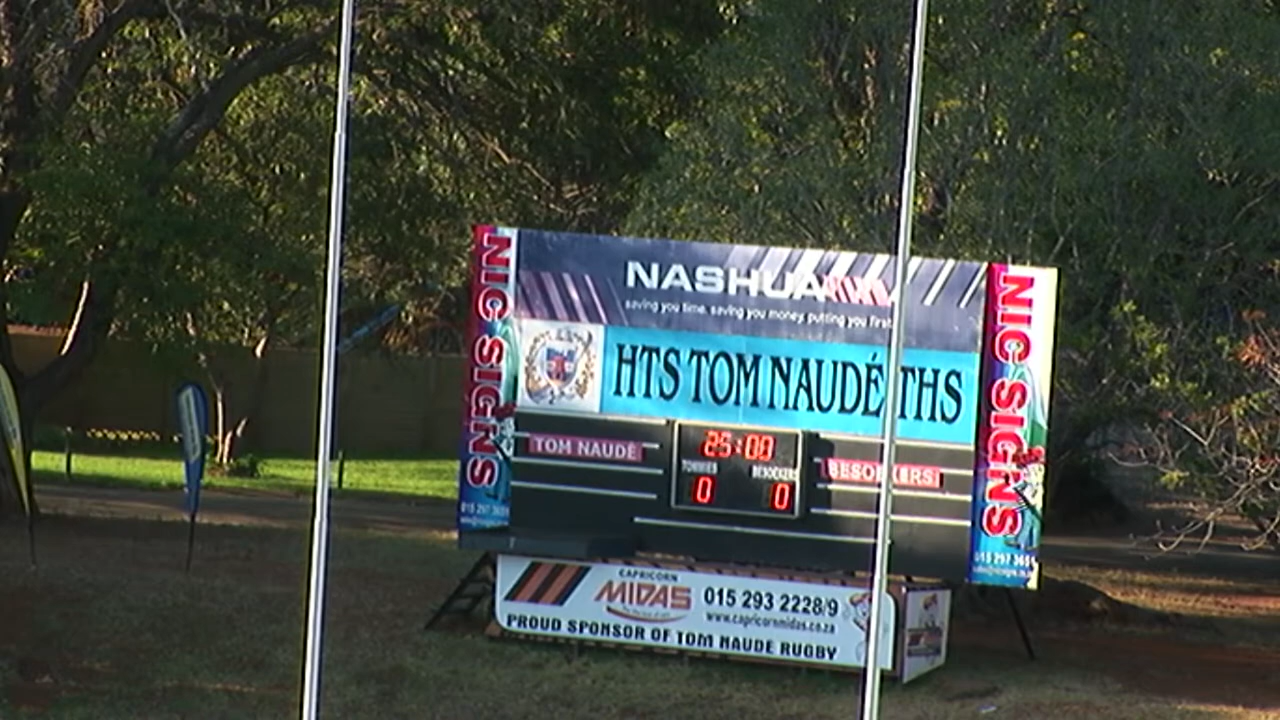 NIC SIGNS
NASHUA
saving you time. saving you money. putting you first
HTS TOM NAUDÉ THS
TOM NAUDÉ
25:00
TOMMIES
BESOEKERS
0
0
BESOEKERS!
NIC SIGNS
015 297 365
CAPRICORN
MIDAS
015 293 2228/9
www.capricornmidas.co.za
PROUD SPONSOR OF TOM NAUDE RUGBY